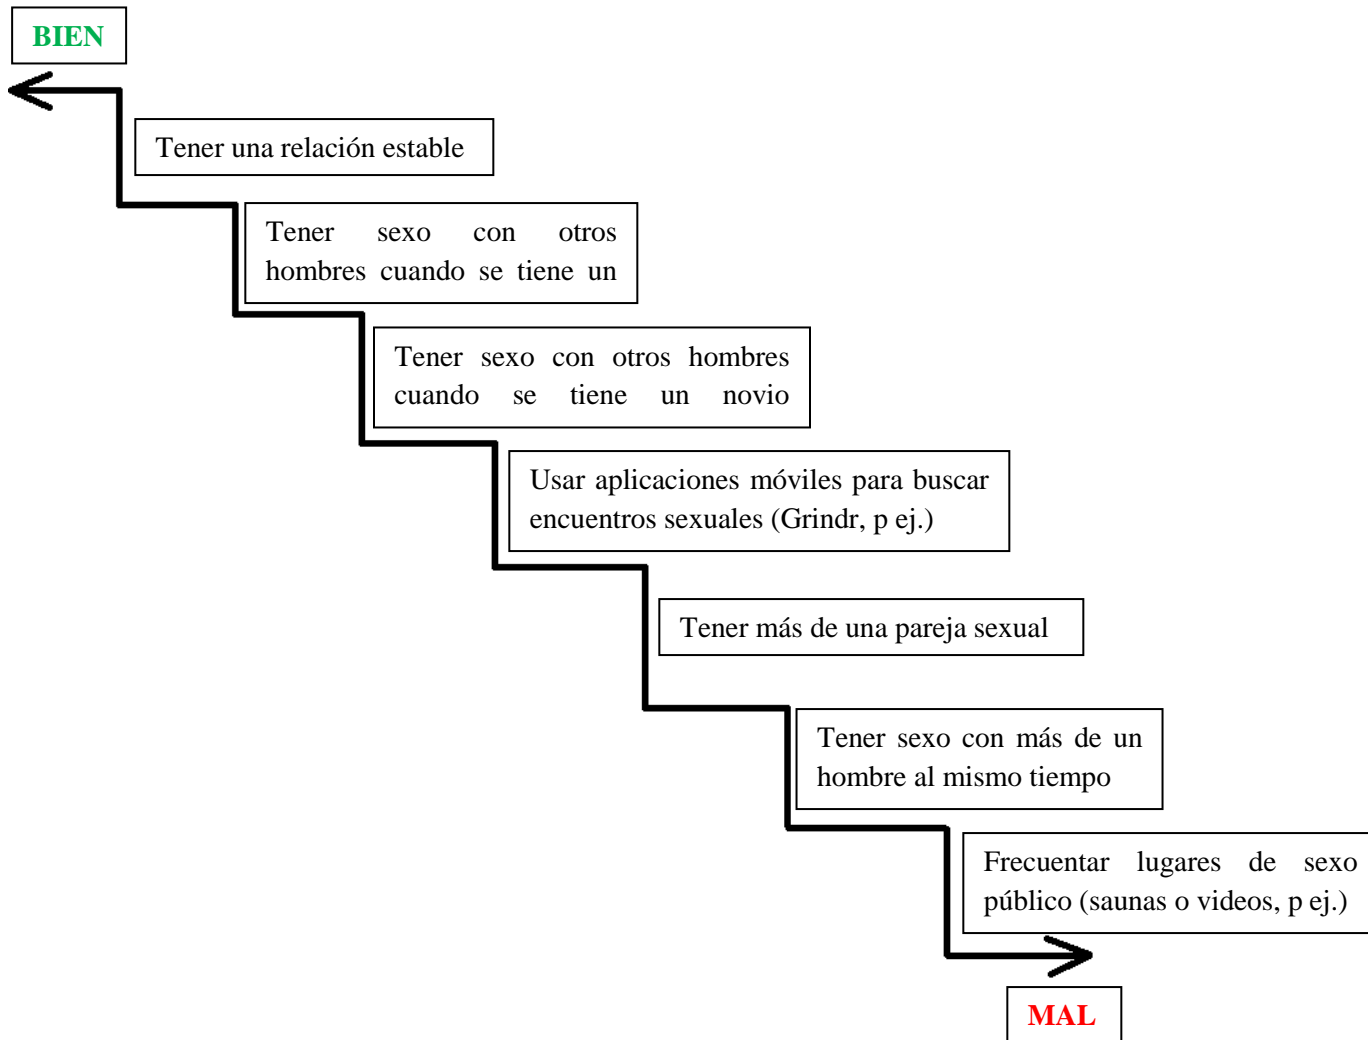 BIEN
Tener una relación estable
Tener sexo con otros
hombres cuando se tiene un
Tener sexo con otros hombres
cuando se tiene un novio
Usar aplicaciones móviles para buscar
encuentros sexuales (Grindr, p ej.)
Tener más de una pareja sexual
Tener sexo con más de un
hombre al mismo tiempo
Frecuentar lugares de sexo
público (saunas o videos, p ej.)
MAL